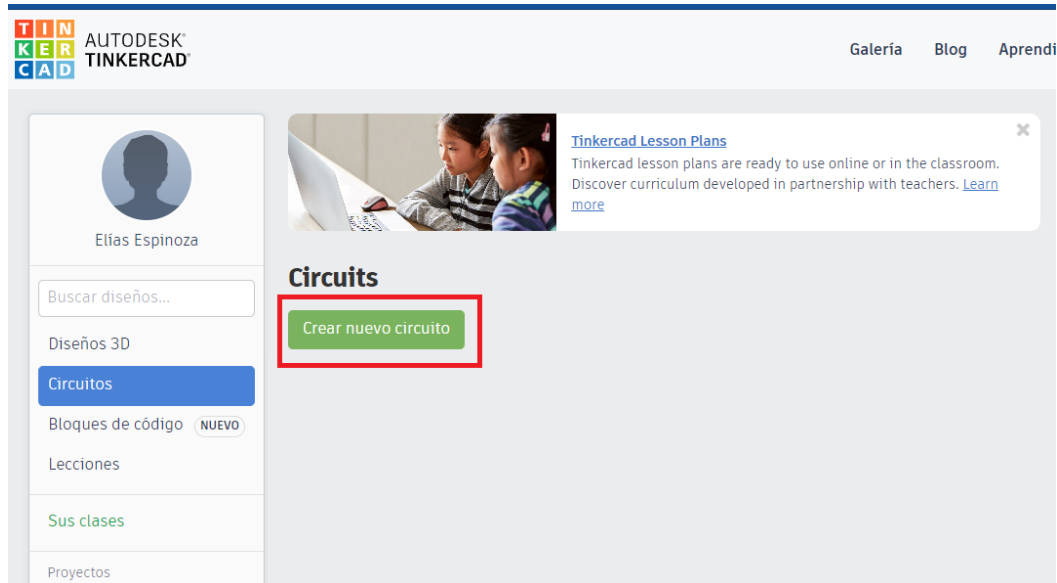 TIN
KER
CAD
AUTODESK®
TINKERCAD®
Galería Blog Aprendi
Elías Espinoza
Buscar diseños...
Diseños 3D
Circuitos
Bloques de código NUEVO
Lecciones
Sus clases
Proyectos
Tinkercad Lesson Plans
Tinkercad lesson plans are ready to use online or in the classroom.
Discover curriculum developed in partnership with teachers. Learn
more
Circuits
Crear nuevo circuito